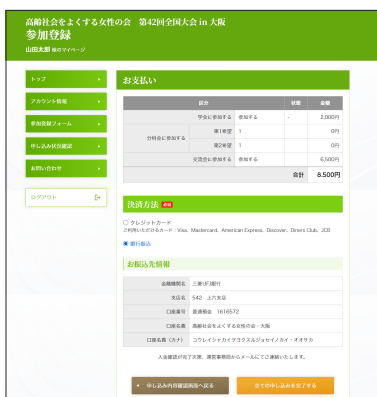 高齢社会をよくする女性の会 第42回全国大会 in 大阪
参加登録
山田太郎 様のマイページ
トップ
アカウント情報
参加登録フォーム
申し込み状況確認
お問い合わせ
ログアウト
お支払い
区分 状態 金額
学会に参加する 参加する - 2,000円
分科会に参加する 第1希望 1 0円
第2希望 1 0円
交流会に参加する 参加する 6,500円
合計 8,500円
決済方法 必須
クレジットカード
ご利用いただけるカード：Visa、Mastercard、American Express、Discover、Diners Club、JCB
銀行振込
お振込先情報
金融機関名 三菱UFJ銀行
支店名 542 上六支店
口座番号 普通預金 1616572
口座名義 高齢社会をよくする女性の会・大阪
口座名義（カナ） コウレイシャカイヲヨクスルジョセイノカイ・オオサカ
入金確認が完了次第、運営事務局からメールにてご連絡いたします。
申し込み内容確認画面へ戻る
全ての申し込みを完了する